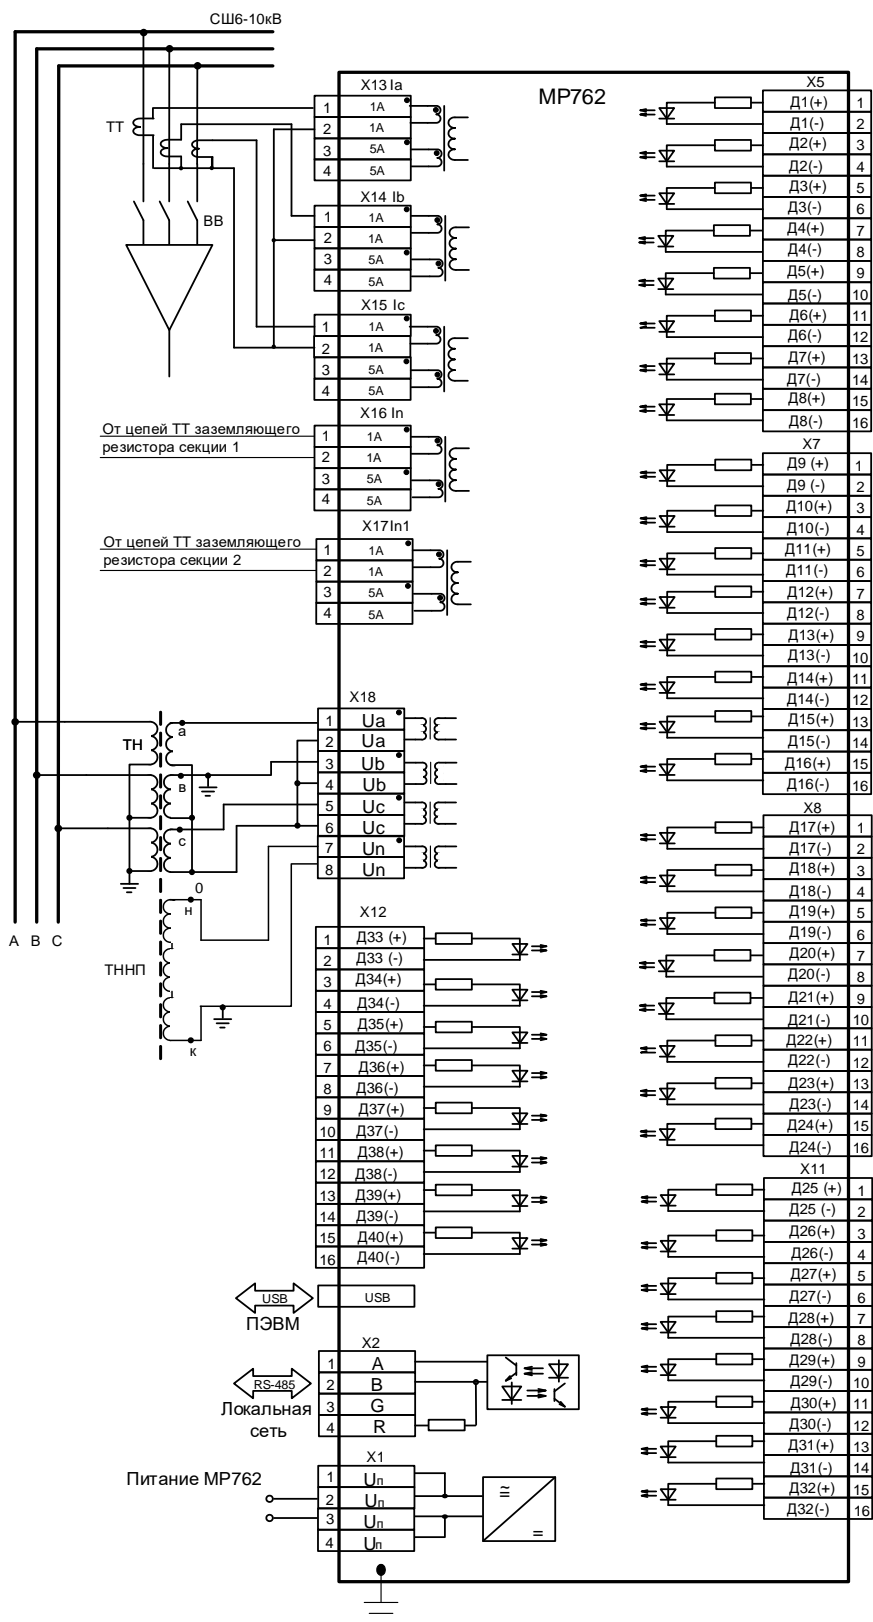 СШ6-10кВ
МР762
ТТ
ВВ
X13 Ia
1 1А
2 1А
3 5А
4 5А
X14 Ib
1 1А
2 1А
3 5А
4 5А
X15 Ic
1 1А
2 1А
3 5А
4 5А
X16 In
От цепей ТТ заземляющего
резистора секции 1
1 1А
2 1А
3 5А
4 5А
X17In1
От цепей ТТ заземляющего
резистора секции 2
1 1А
2 1А
3 5А
4 5А
X18
ТН
а
в
с
1 Ua
2 Ua
3 Ub
4 Ub
5 Uc
6 Uc
7 Un
8 Un
0
н
ТННП
к
А В С
X12
1 Д33 (+)
2 Д33 (-)
3 Д34(+)
4 Д34(-)
5 Д35(+)
6 Д35(-)
7 Д36(+)
8 Д36(-)
9 Д37(+)
10 Д37(-)
11 Д38(+)
12 Д38(-)
13 Д39(+)
14 Д39(-)
15 Д40(+)
16 Д40(-)
USB
USB
ПЭВМ
X2
1 A
2 B
3 G
4 R
RS-485
Локальная
сеть
X1
Питание МР762
1 Uп
2 Uп
3 Uп
4 Uп
≅
=
X5
Д1(+) 1
Д1(-) 2
Д2(+) 3
Д2(-) 4
Д3(+) 5
Д3(-) 6
Д4(+) 7
Д4(-) 8
Д5(+) 9
Д5(-) 10
Д6(+) 11
Д6(-) 12
Д7(+) 13
Д7(-) 14
Д8(+) 15
Д8(-) 16
X7
Д9 (+) 1
Д9 (-) 2
Д10(+) 3
Д10(-) 4
Д11(+) 5
Д11(-) 6
Д12(+) 7
Д12(-) 8
Д13(+) 9
Д13(-) 10
Д14(+) 11
Д14(-) 12
Д15(+) 13
Д15(-) 14
Д16(+) 15
Д16(-) 16
X8
Д17(+) 1
Д17(-) 2
Д18(+) 3
Д18(-) 4
Д19(+) 5
Д19(-) 6
Д20(+) 7
Д20(-) 8
Д21(+) 9
Д21(-) 10
Д22(+) 11
Д22(-) 12
Д23(+) 13
Д23(-) 14
Д24(+) 15
Д24(-) 16
X11
Д25 (+) 1
Д25 (-) 2
Д26(+) 3
Д26(-) 4
Д27(+) 5
Д27(-) 6
Д28(+) 7
Д28(-) 8
Д29(+) 9
Д29(-) 10
Д30(+) 11
Д30(-) 12
Д31(+) 13
Д31(-) 14
Д32(+) 15
Д32(-) 16